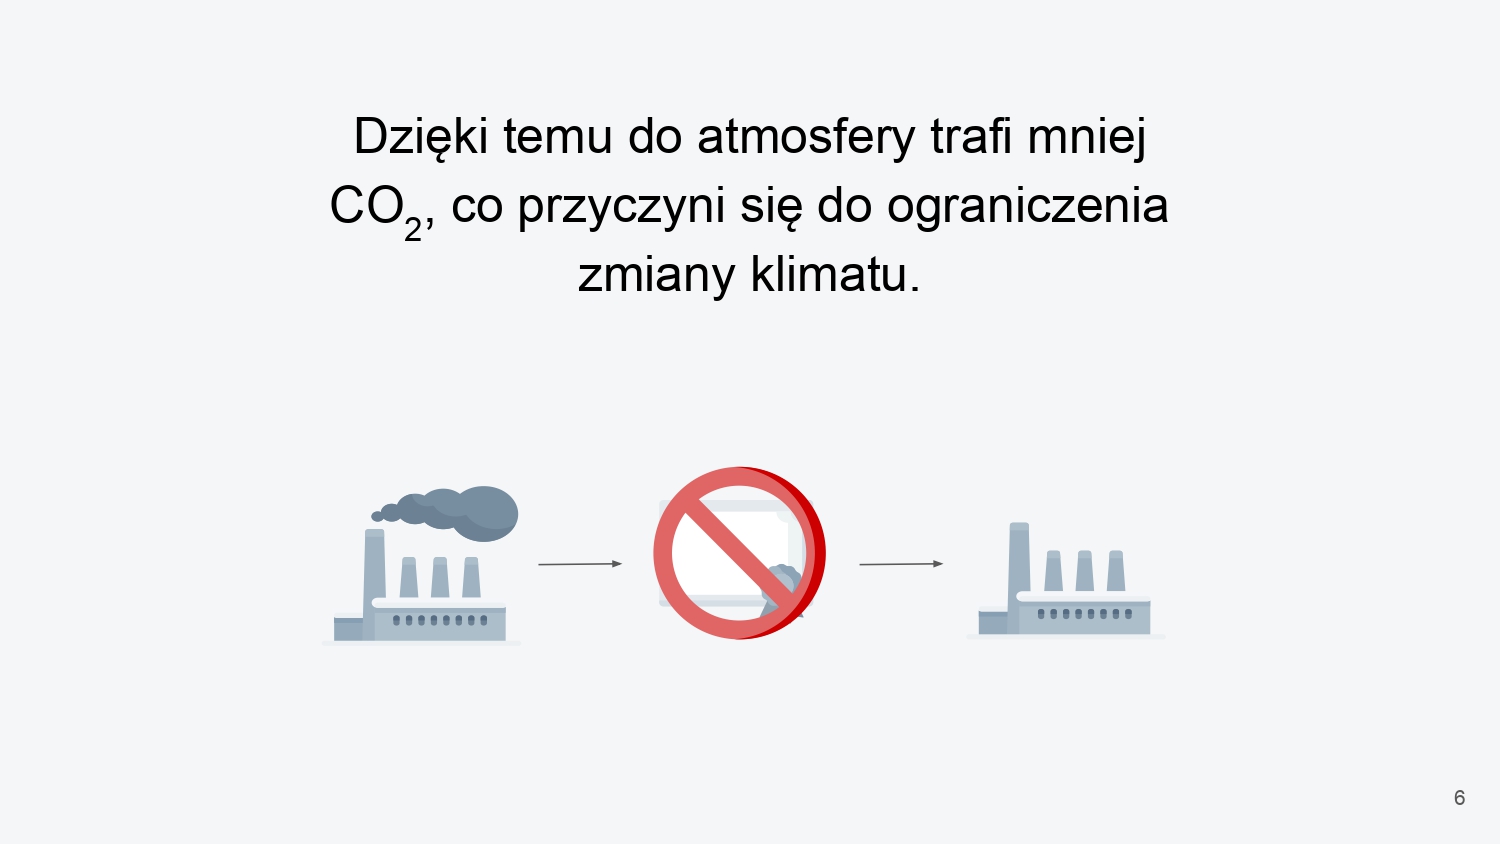 Dzięki temu do atmosfery trafi mniej
CO₂, co przyczyni się do ograniczenia
zmiany klimatu.
6